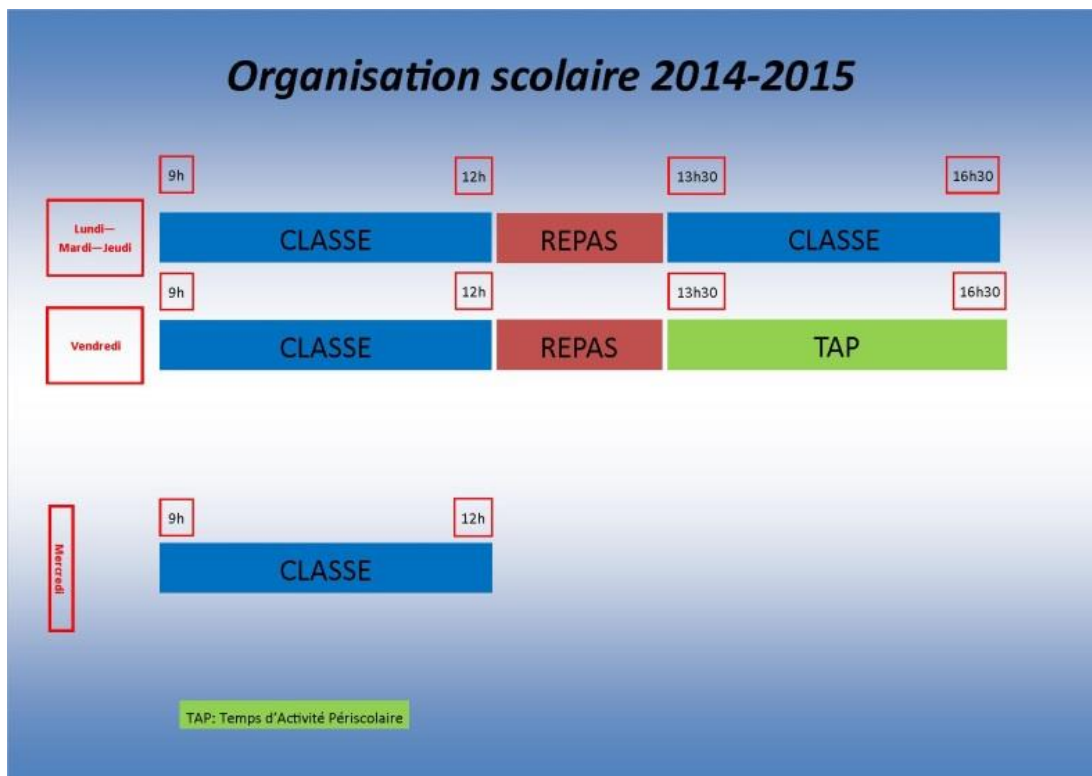 Organisation scolaire 2014-2015
9h 12h 13h30 16h30
Lundi—
Mardi—Jeudi
CLASSE REPAS CLASSE
9h 12h 13h30 16h30
Vendredi
CLASSE REPAS TAP
9h 12h
Mercredi
CLASSE
TAP: Temps d'Activité Périscolaire